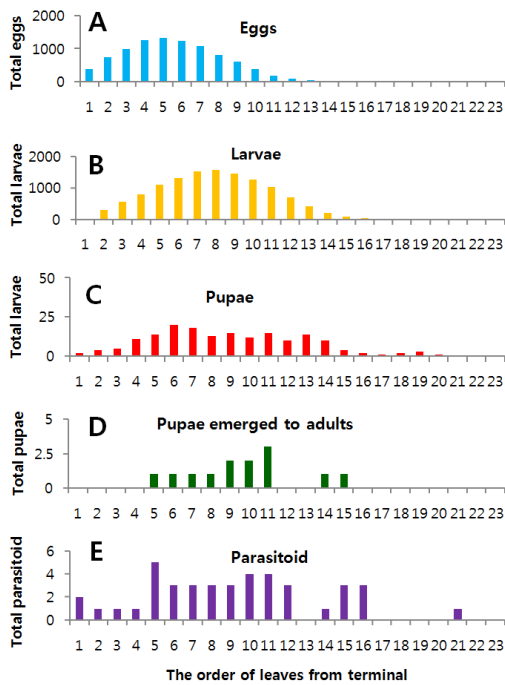 A
Eggs
Total eggs
2000
1000
0
1 2 3 4 5 6 7 8 9 10 11 12 13 14 15 16 17 18 19 20 21 22 23
B
Larvae
Total larvae
2000
1000
0
1 2 3 4 5 6 7 8 9 10 11 12 13 14 15 16 17 18 19 20 21 22 23
C
Pupae
Total larvae
50
25
0
1 2 3 4 5 6 7 8 9 10 11 12 13 14 15 16 17 18 19 20 21 22 23
D
Pupae emerged to adults
Total pupae
5
2.5
0
1 2 3 4 5 6 7 8 9 10 11 12 13 14 15 16 17 18 19 20 21 22 23
E
Parasitoid
Total parasitoid
6
4
2
0
1 2 3 4 5 6 7 8 9 10 11 12 13 14 15 16 17 18 19 20 21 22 23
The order of leaves from terminal